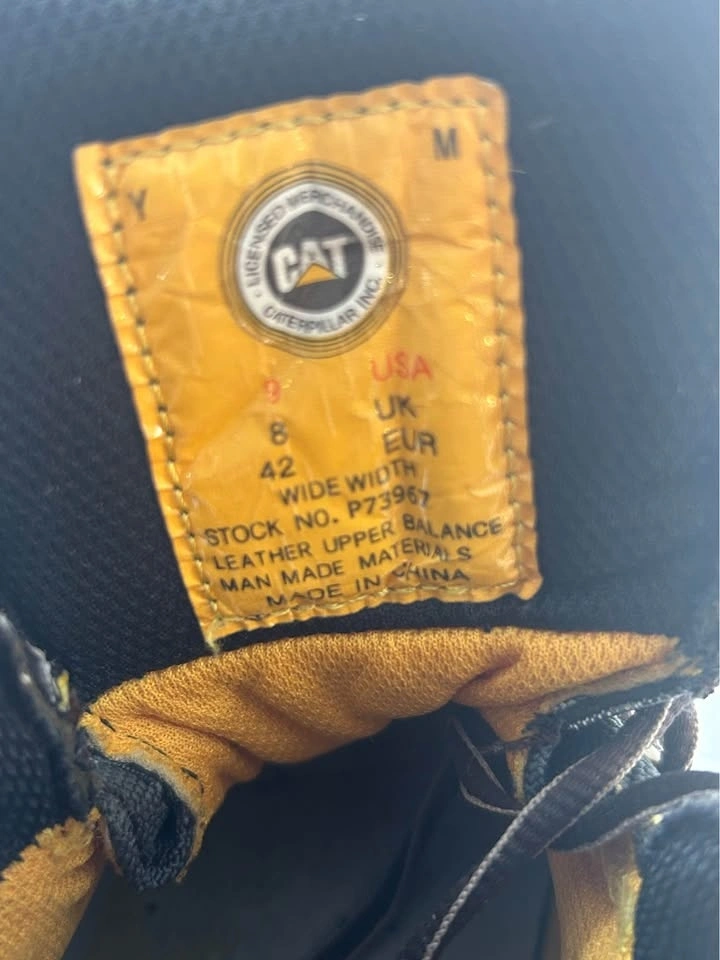 Y M
LICENSED MERCHANDISE
CAT
CATERPILLAR INC.
9 USA
8 UK
42 EUR
WIDE WIDTH
STOCK NO. P73967
LEATHER UPPER BALANCE
MAN MADE MATERIALS
MADE IN CHINA